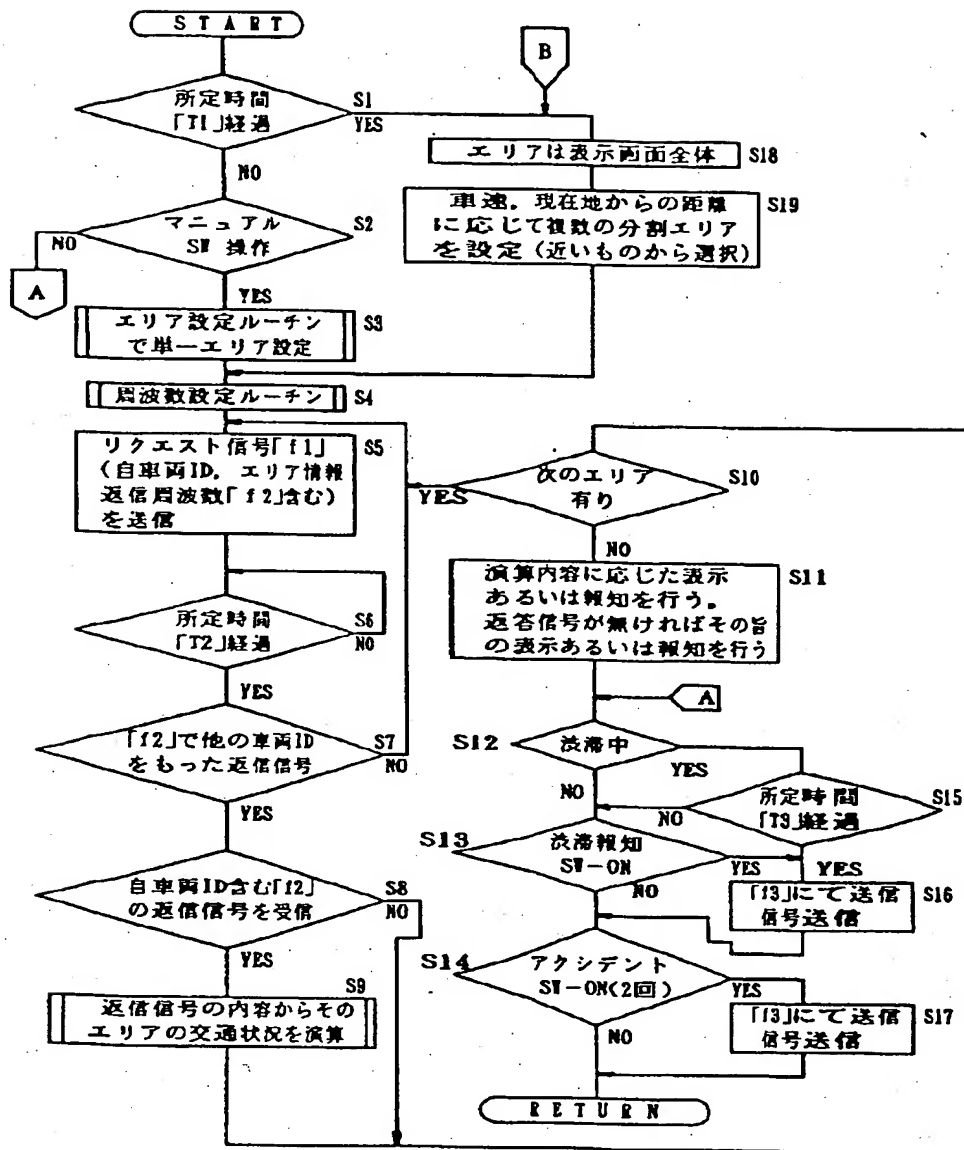 START
所定時間
「T1」経過
S1
YES
NO
マニュアル
SW 操作
S2
NO
A
YES
エリア設定ルーチン
で単一エリア設定
S3
周波数設定ルーチン
S4
リクエスト信号「f1」
(自車両ID. エリア情報
返信周波数「f2」含む)
を送信
S5
所定時間
「T2」経過
S6
NO
YES
「f2」で他の車両ID
をもった返信信号
S7
NO
YES
自車両ID含む「f2」
の返信信号を受信
S8
NO
YES
S9
返信信号の内容からその
エリアの交通状況を演算
B
エリアは表示画面全体
S18
車速. 現在地からの距離
に応じて複数の分割エリア
を設定(近いものから選択)
S19
次のエリア
有り
S10
YES
NO
演算内容に応じた表示
あるいは報知を行う。
返答信号が無ければその旨
の表示あるいは報知を行う
S11
A
S12
渋滞中
YES
NO
所定時間
「T3」経過
S15
NO
YES
S13
渋滞報知
SW-ON
YES
NO
「f3」にて送信
信号送信
S16
S14
アクシデント
SW-ON(2回)
YES
NO
「f3」にて送信
信号送信
S17
RETURN